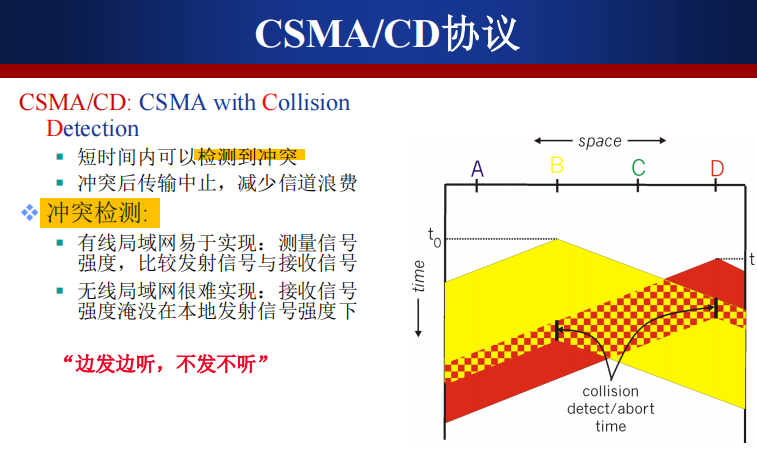 CSMA/CD协议
CSMA/CD: CSMA with Collision
Detection
短时间内可以检测到冲突
冲突后传输中止，减少信道浪费
冲突检测:
有线局域网易于实现：测量信号
强度，比较发射信号与接收信号
无线局域网很难实现：接收信号
强度淹没在本地发射信号强度下
“边发边听，不发不听”
space
A B C D
t0
t
time
collision
detect/abort
time